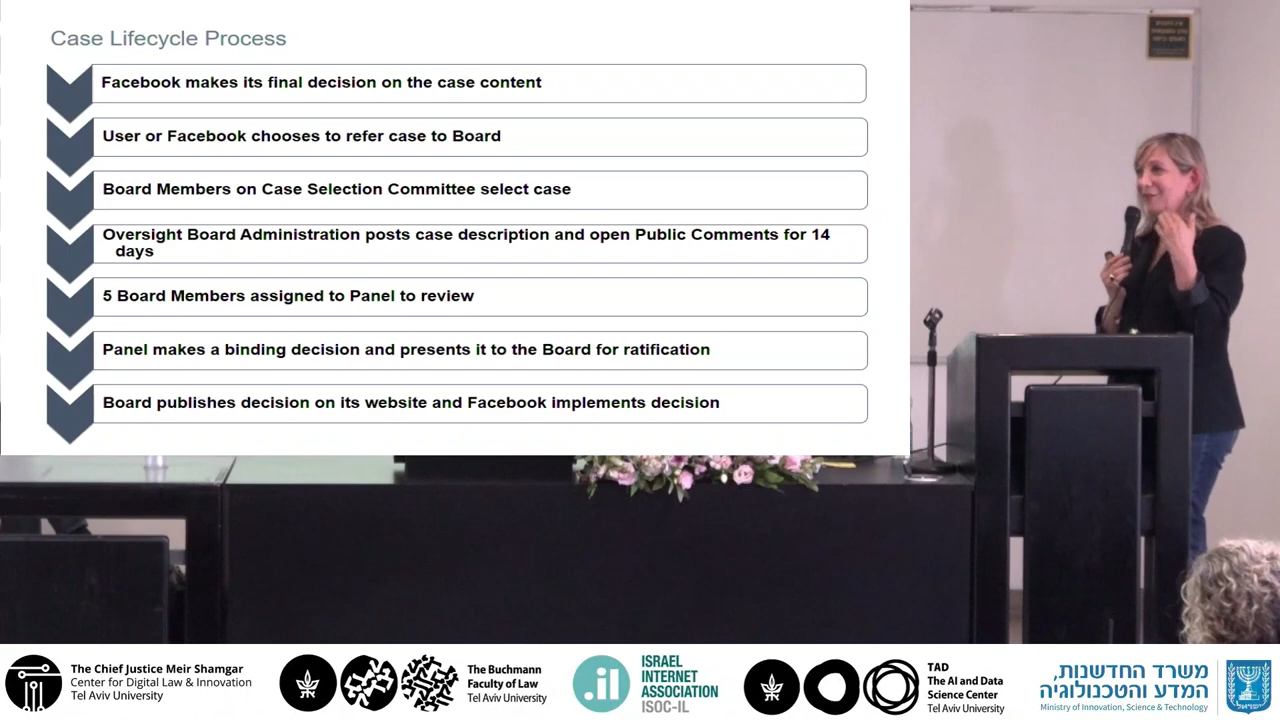 Case Lifecycle Process
Facebook makes its final decision on the case content
User or Facebook chooses to refer case to Board
Board Members on Case Selection Committee select case
Oversight Board Administration posts case description and open Public Comments for 14
days
5 Board Members assigned to Panel to review
Panel makes a binding decision and presents it to the Board for ratification
Board publishes decision on its website and Facebook implements decision
The Chief Justice Meir Shamgar
Center for Digital Law & Innovation
Tel Aviv University
The Buchmann
Faculty of Law
Tel Aviv University
.il
ISRAEL
INTERNET
ASSOCIATION
ISOC-IL
TAD
The AI and Data
Science Center
Tel Aviv University
משרד החדשנות,
המדע והטכנולוגיה
Ministry of Innovation, Science & Technology